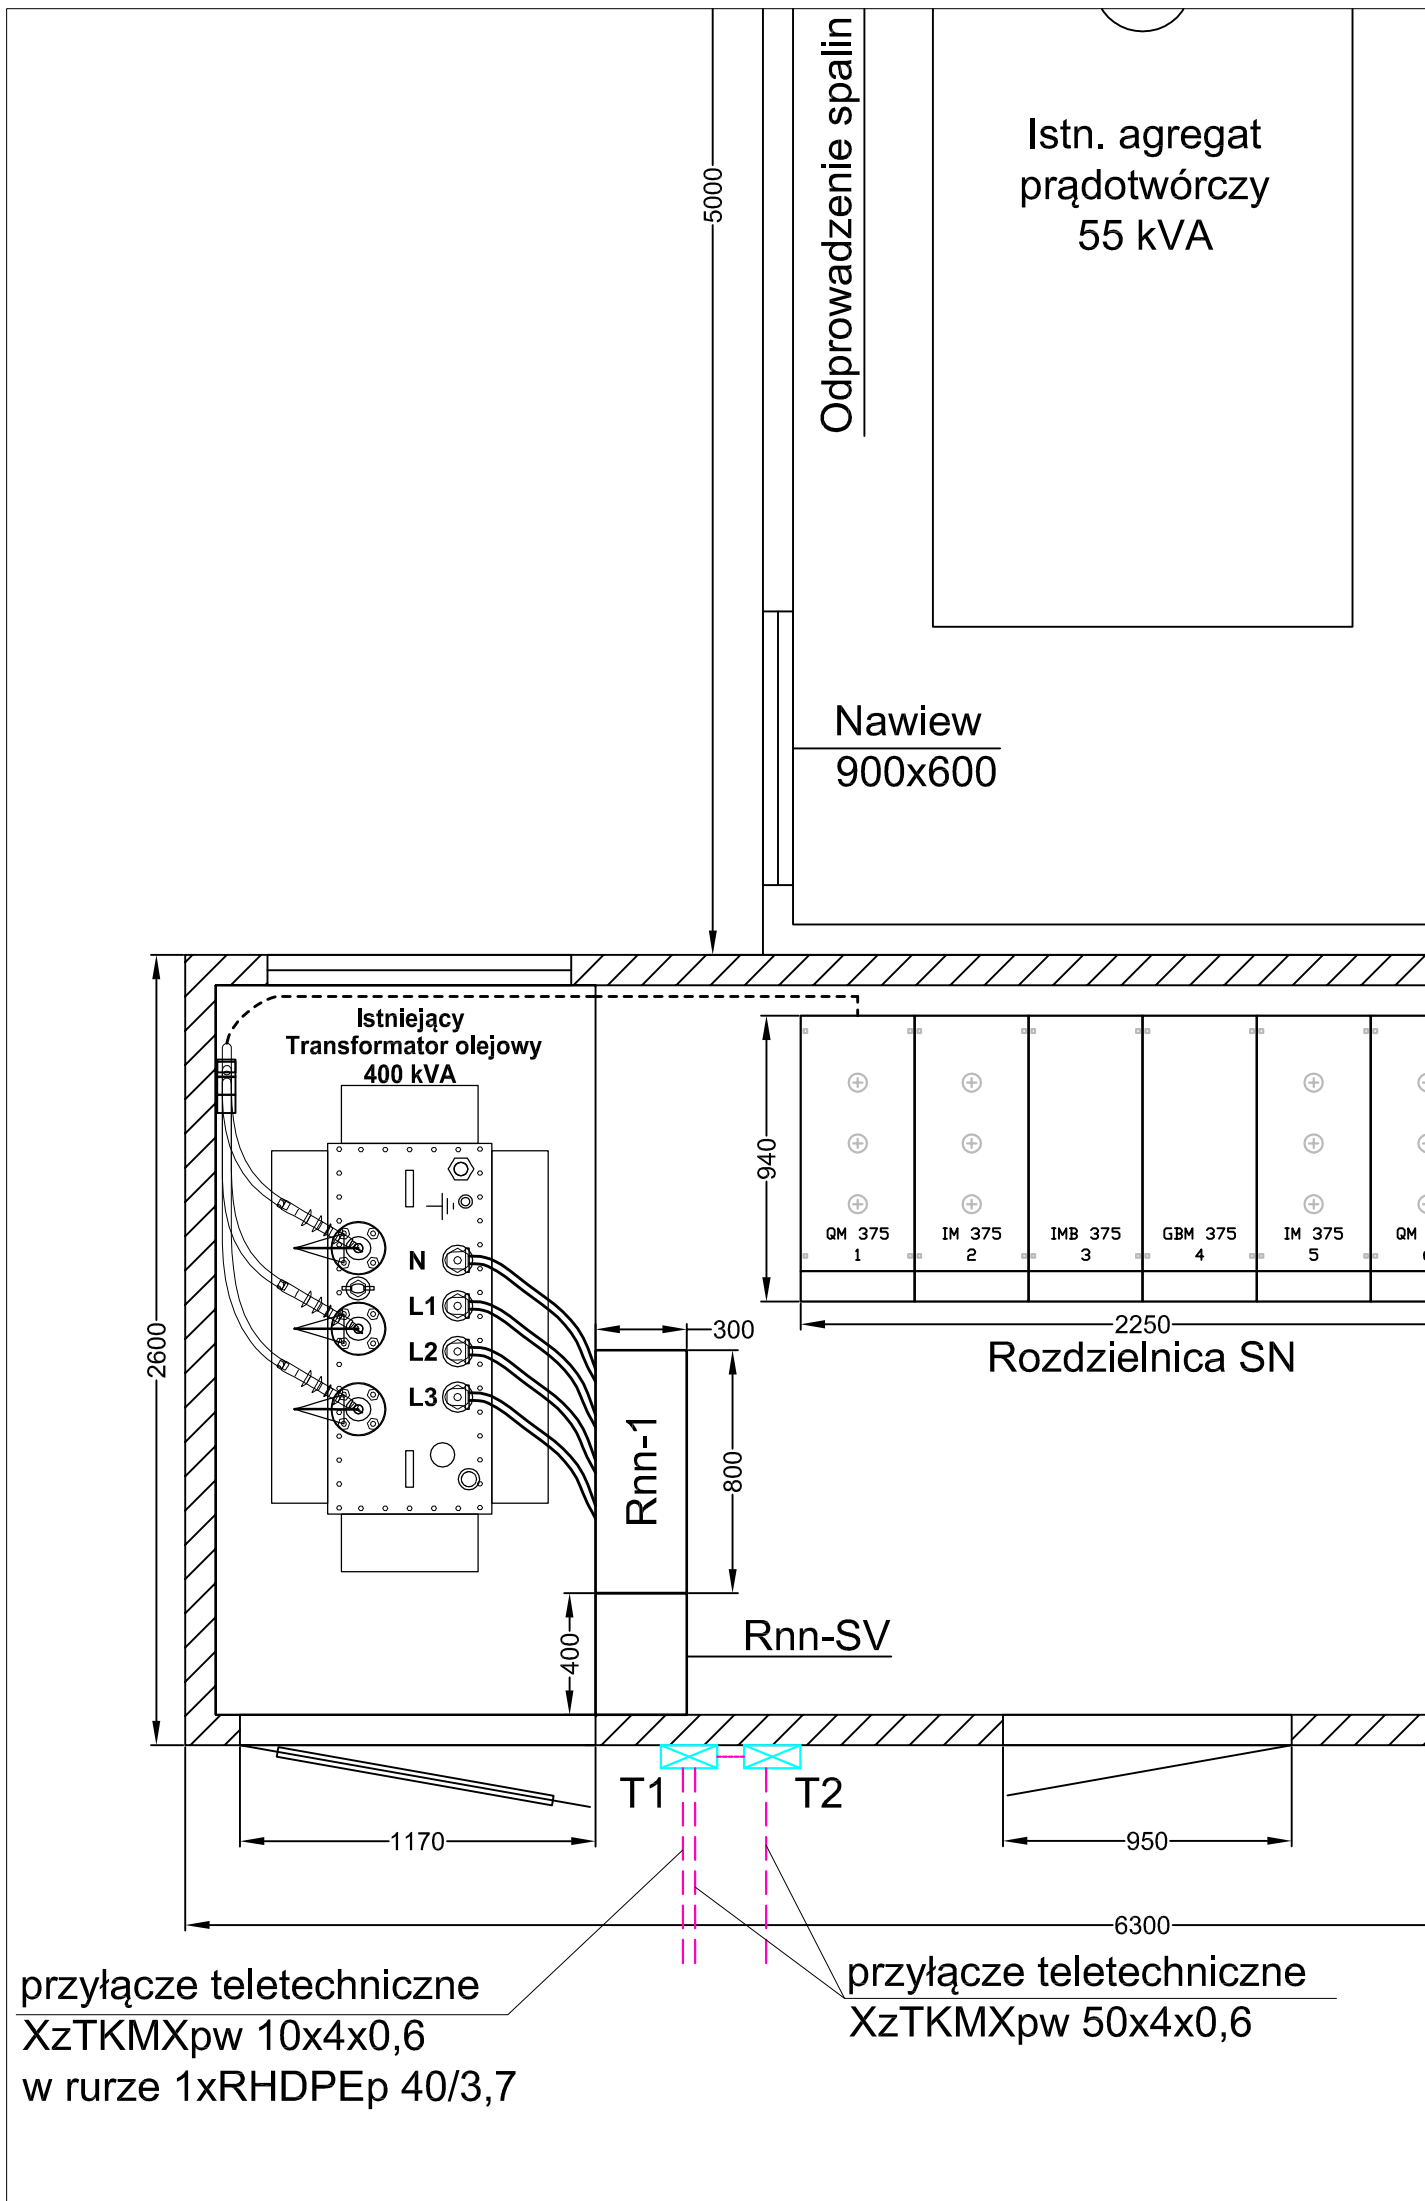 Odprowadzenie spalin
Istn. agregat
prądotwórczy
55 kVA
5000
Nawiew
900x600
Istniejący
Transformator olejowy
400 kVA
N
L1
L2
L3
2600
940
QM 375
1
IM 375
2
IMB 375
3
GBM 375
4
IM 375
5
QM
2250
Rozdzielnica SN
300
Rnn-1
800
400
Rnn-SV
T1
T2
1170
950
6300
przyłącze teletechniczne
XzTKMXpw 10x4x0,6
w rurze 1xRHDPEp 40/3,7
przyłącze teletechniczne
XzTKMXpw 50x4x0,6